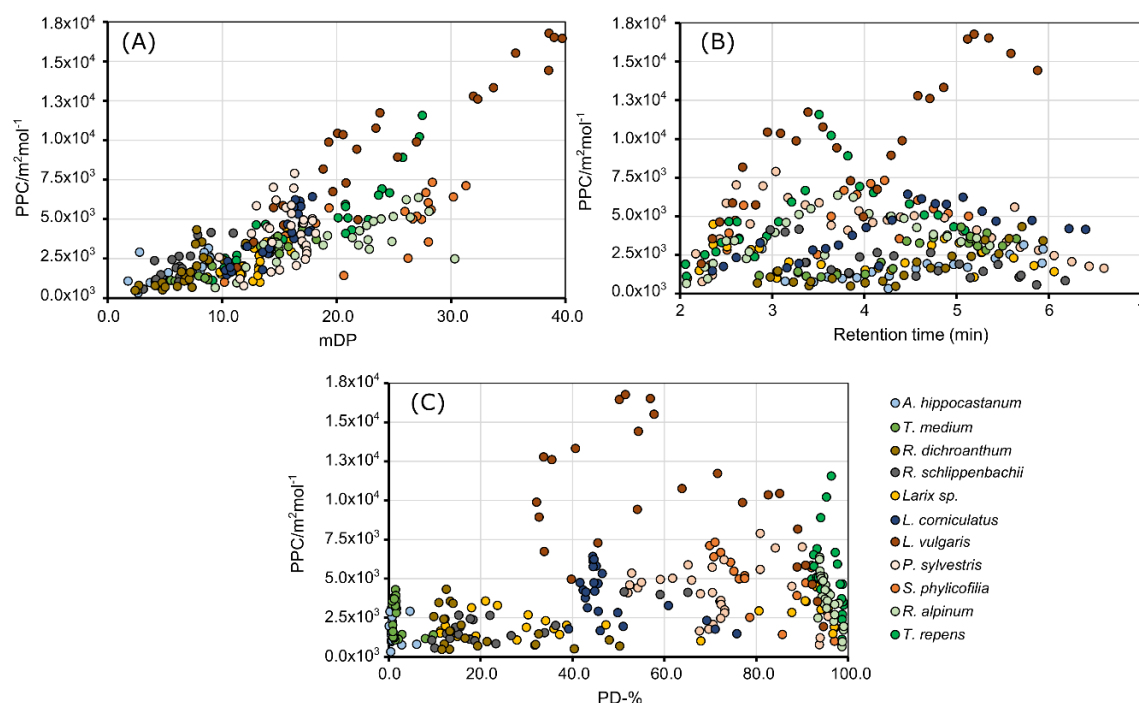 (A)
PPC/m²mol⁻¹
1.8x10⁴
1.5x10⁴
1.3x10⁴
1.0x10⁴
7.5x10³
5.0x10³
2.5x10³
0.0x10³
0.0 10.0 20.0 30.0 40.0
mDP
(B)
PPC/m²mol⁻¹
1.8x10⁴
1.5x10⁴
1.3x10⁴
1.0x10⁴
7.5x10³
5.0x10³
2.5x10³
0.0x10³
2 3 4 5 6 7
Retention time (min)
(C)
PPC/m²mol⁻¹
1.8x10⁴
1.5x10⁴
1.3x10⁴
1.0x10⁴
7.5x10³
5.0x10³
2.5x10³
0.0x10³
0.0 20.0 40.0 60.0 80.0 100.0
PD-%
A. hippocastanum
T. medium
R. dichroanthum
R. schlippenbachii
Larix sp.
L. corniculatus
L. vulgaris
P. sylvestris
S. phylicofilia
R. alpinum
T. repens